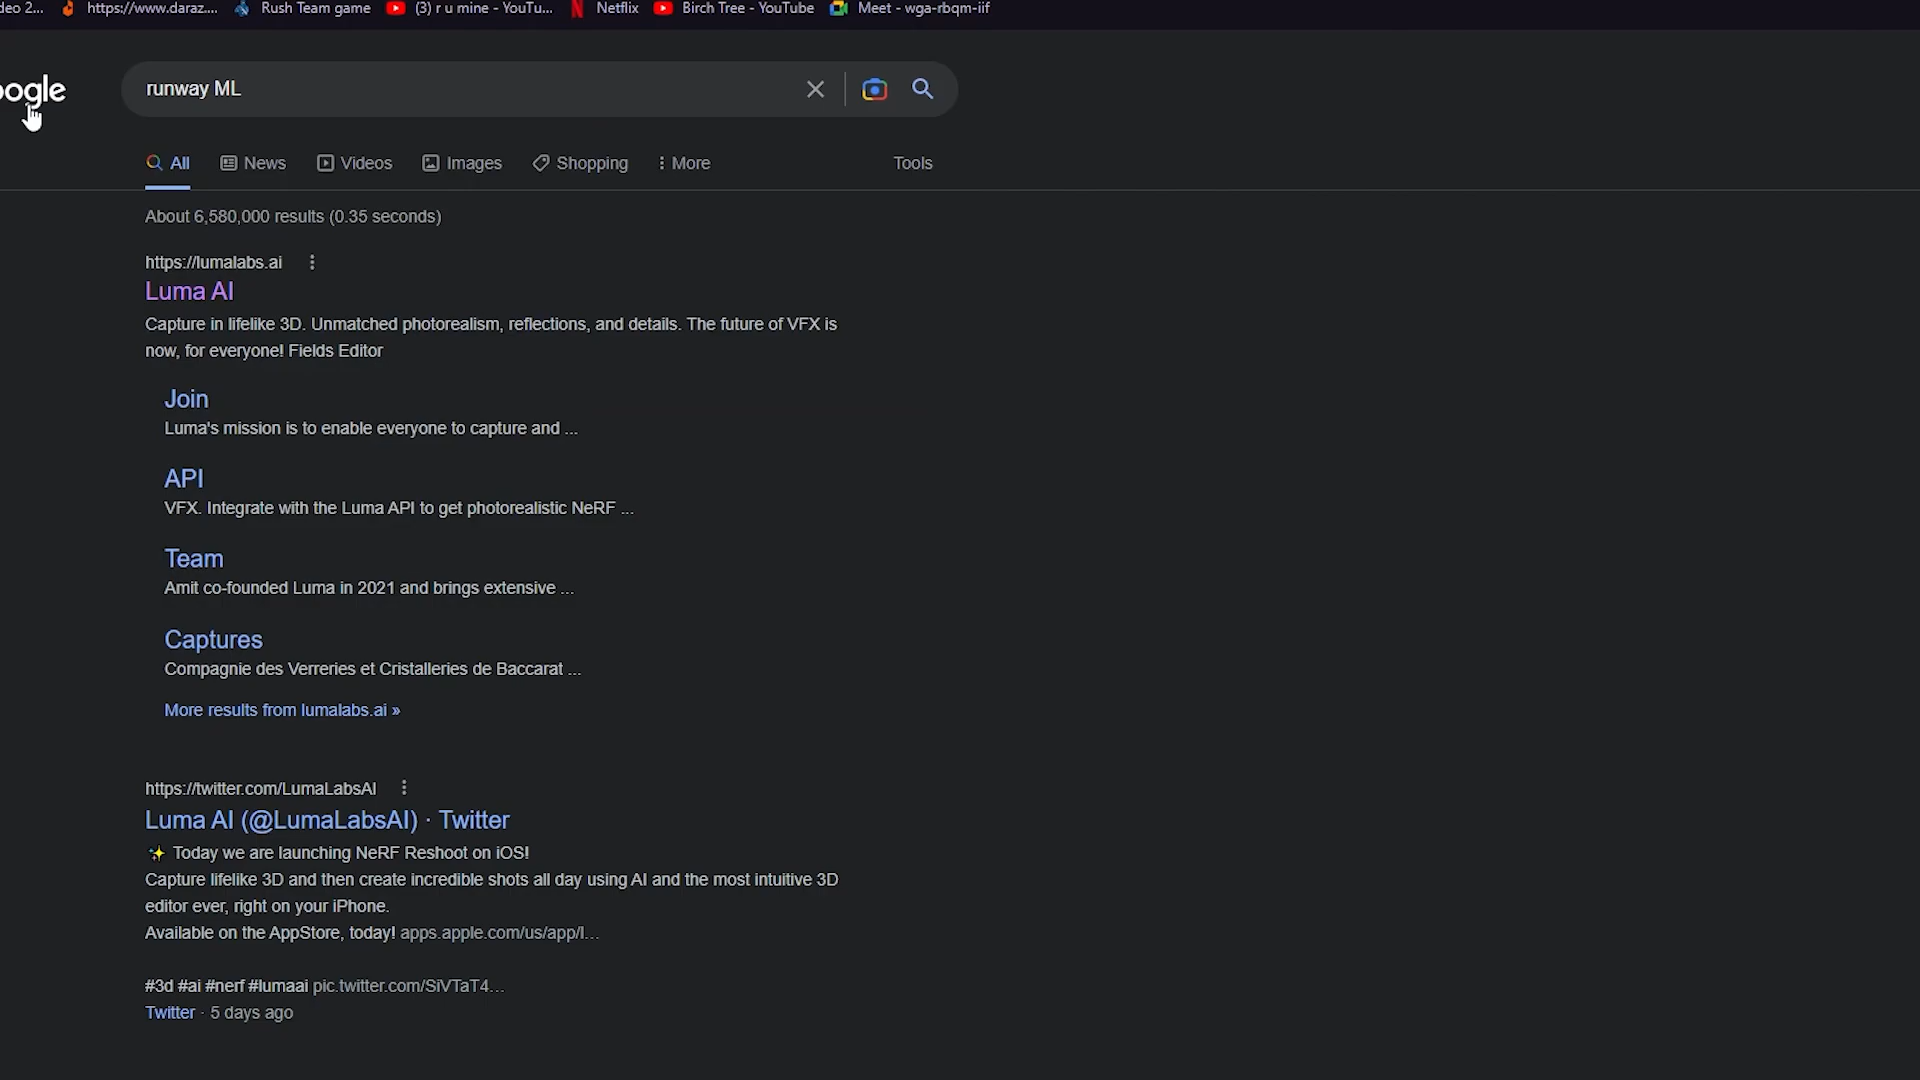 deo 2... https://www.daraz.... Rush Team game (3) r u mine - YouTu... Netflix Birch Tree - YouTube Meet - wga-rbqm-iif
oogle runway ML
All News Videos Images Shopping More Tools
About 6,580,000 results (0.35 seconds)
https://lumalabs.ai
Luma AI
Capture in lifelike 3D. Unmatched photorealism, reflections, and details. The future of VFX is
now, for everyone! Fields Editor
Join
Luma's mission is to enable everyone to capture and ...
API
VFX. Integrate with the Luma API to get photorealistic NeRF ...
Team
Amit co-founded Luma in 2021 and brings extensive ...
Captures
Compagnie des Verreries et Cristalleries de Baccarat ...
More results from lumalabs.ai »
https://twitter.com/LumaLabsAI
Luma AI (@LumaLabsAI) · Twitter
✨ Today we are launching NeRF Reshoot on iOS!
Capture lifelike 3D and then create incredible shots all day using AI and the most intuitive 3D
editor ever, right on your iPhone.
Available on the AppStore, today! apps.apple.com/us/app/l...
#3d #ai #nerf #lumaai pic.twitter.com/SiVTaT4...
Twitter · 5 days ago